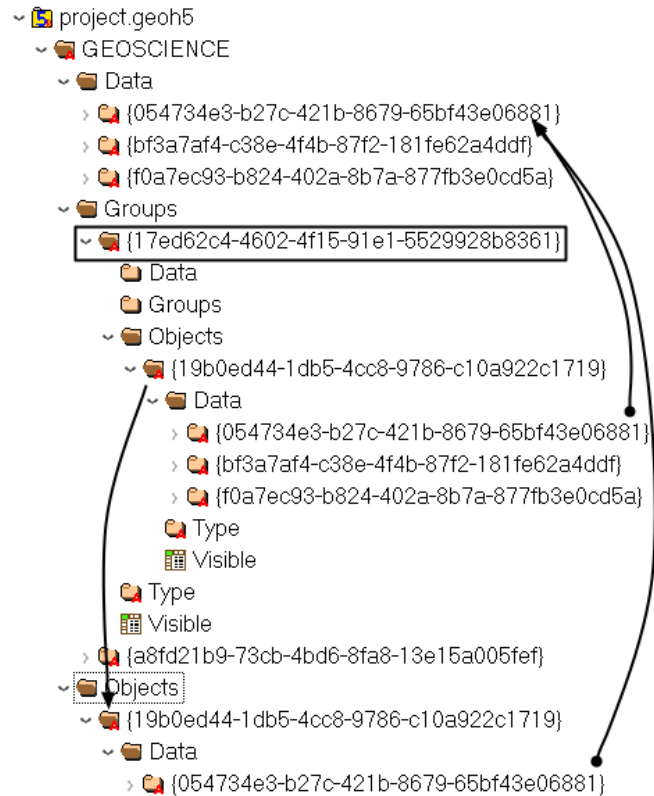 project.geoh5
GEOSCIENCE
Data
{054734e3-b27c-421b-8679-65bf43e06881}
{bf3a7af4-c38e-4f4b-87f2-181fe62a4ddf}
{f0a7ec93-b824-402a-8b7a-877fb3e0cd5a}
Groups
{17ed62c4-4602-4f15-91e1-5529928b8361}
Data
Groups
Objects
{19b0ed44-1db5-4cc8-9786-c10a922c1719}
Data
{054734e3-b27c-421b-8679-65bf43e06881}
{bf3a7af4-c38e-4f4b-87f2-181fe62a4ddf}
{f0a7ec93-b824-402a-8b7a-877fb3e0cd5a}
Type
Visible
Type
Visible
{a8fd21b9-73cb-4bd6-8fa8-13e15a005fef}
Objects
{19b0ed44-1db5-4cc8-9786-c10a922c1719}
Data
{054734e3-b27c-421b-8679-65bf43e06881}